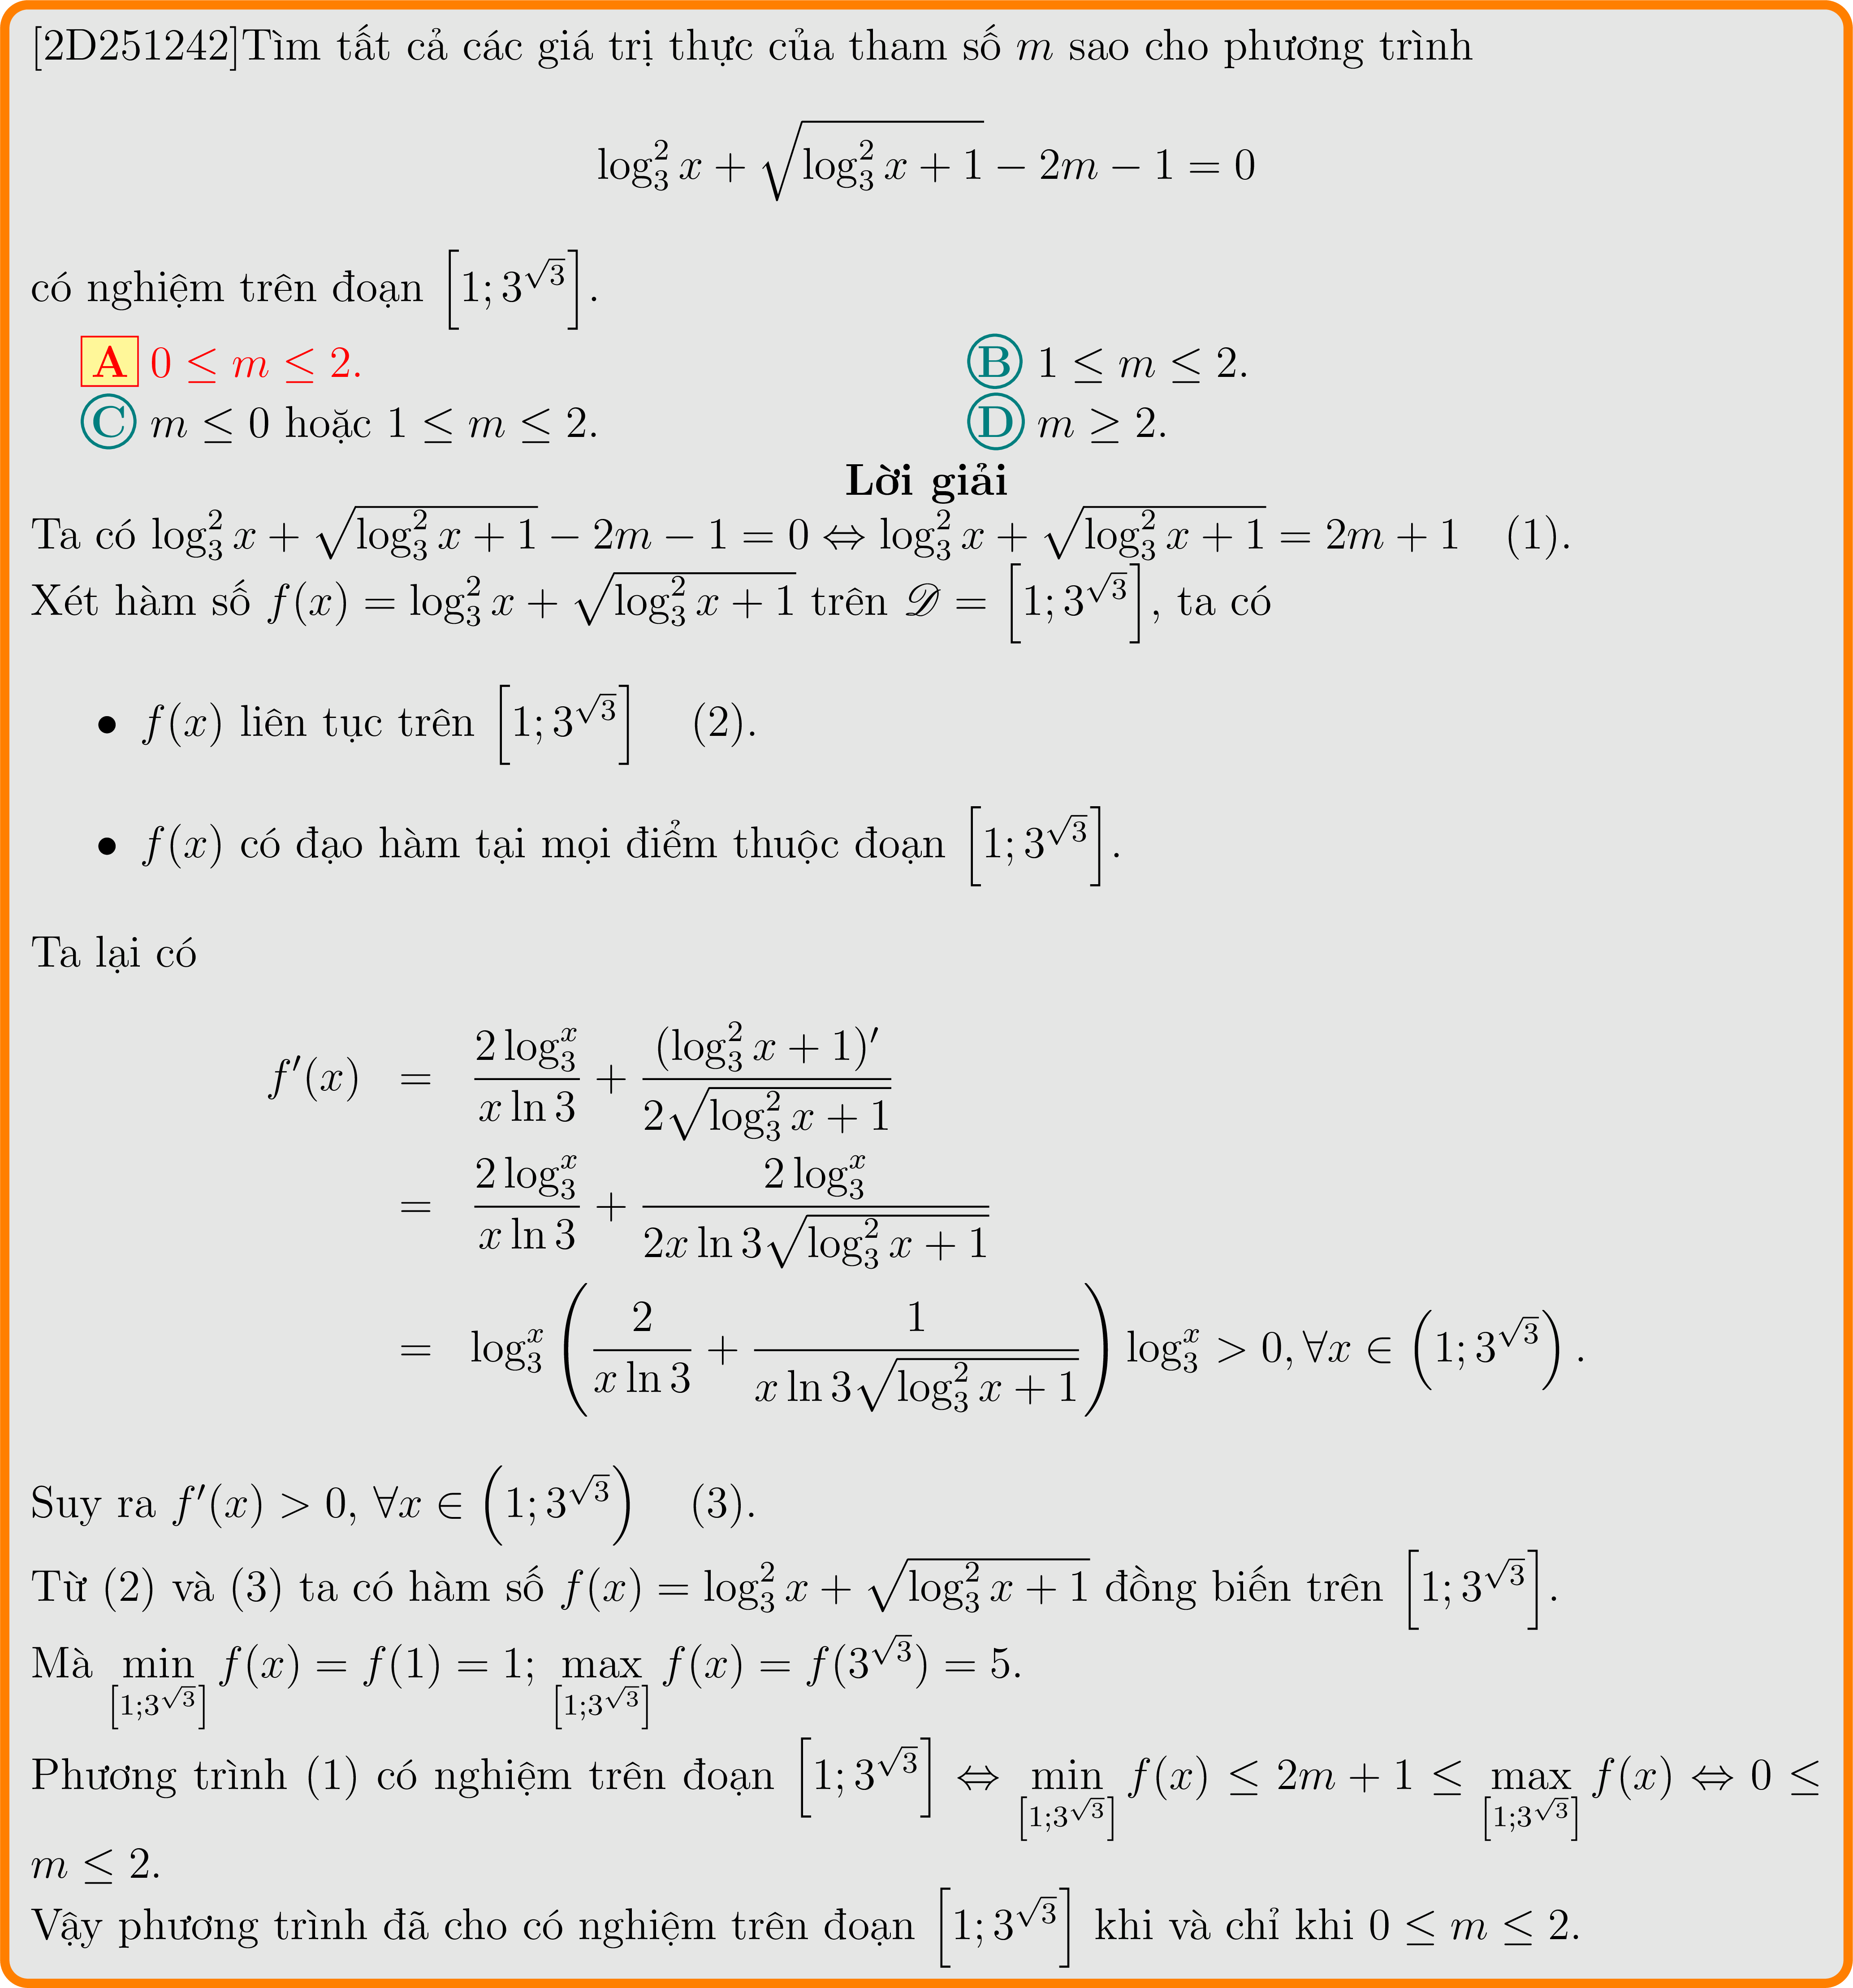 [2D251242]Tìm tất cả các giá trị thực của tham số $m$ sao cho phương trình
$\log_3^2 x + \sqrt{\log_3^2 x + 1} - 2m - 1 = 0$
có nghiệm trên đoạn $\left[1; 3^{\sqrt{3}}\right]$.
A $0 \leq m \leq 2$. B $1 \leq m \leq 2$.
C $m \leq 0$ hoặc $1 \leq m \leq 2$. D $m \geq 2$.
Lời giải
Ta có $\log_3^2 x + \sqrt{\log_3^2 x + 1} - 2m - 1 = 0 \Leftrightarrow \log_3^2 x + \sqrt{\log_3^2 x + 1} = 2m + 1$ (1).
Xét hàm số $f(x) = \log_3^2 x + \sqrt{\log_3^2 x + 1}$ trên $\mathscr{D} = \left[1; 3^{\sqrt{3}}\right]$, ta có
• $f(x)$ liên tục trên $\left[1; 3^{\sqrt{3}}\right]$ (2).
• $f(x)$ có đạo hàm tại mọi điểm thuộc đoạn $\left[1; 3^{\sqrt{3}}\right]$.
Ta lại có
$f'(x) = \frac{2\log_3^x}{x \ln 3} + \frac{(\log_3^2 x + 1)'}{2\sqrt{\log_3^2 x + 1}}$
$= \frac{2\log_3^x}{x \ln 3} + \frac{2\log_3^x}{2x \ln 3\sqrt{\log_3^2 x + 1}}$
$= \log_3^x \left(\frac{2}{x \ln 3} + \frac{1}{x \ln 3\sqrt{\log_3^2 x + 1}}\right) \log_3^x > 0, \forall x \in \left(1; 3^{\sqrt{3}}\right).$
Suy ra $f'(x) > 0$, $\forall x \in \left(1; 3^{\sqrt{3}}\right)$ (3).
Từ (2) và (3) ta có hàm số $f(x) = \log_3^2 x + \sqrt{\log_3^2 x + 1}$ đồng biến trên $\left[1; 3^{\sqrt{3}}\right]$.
Mà $\min_{\left[1;3^{\sqrt{3}}\right]} f(x) = f(1) = 1$; $\max_{\left[1;3^{\sqrt{3}}\right]} f(x) = f(3^{\sqrt{3}}) = 5$.
Phương trình (1) có nghiệm trên đoạn $\left[1; 3^{\sqrt{3}}\right] \Leftrightarrow \min_{\left[1;3^{\sqrt{3}}\right]} f(x) \leq 2m + 1 \leq \max_{\left[1;3^{\sqrt{3}}\right]} f(x) \Leftrightarrow 0 \leq$
$m \leq 2$.
Vậy phương trình đã cho có nghiệm trên đoạn $\left[1; 3^{\sqrt{3}}\right]$ khi và chỉ khi $0 \leq m \leq 2$.